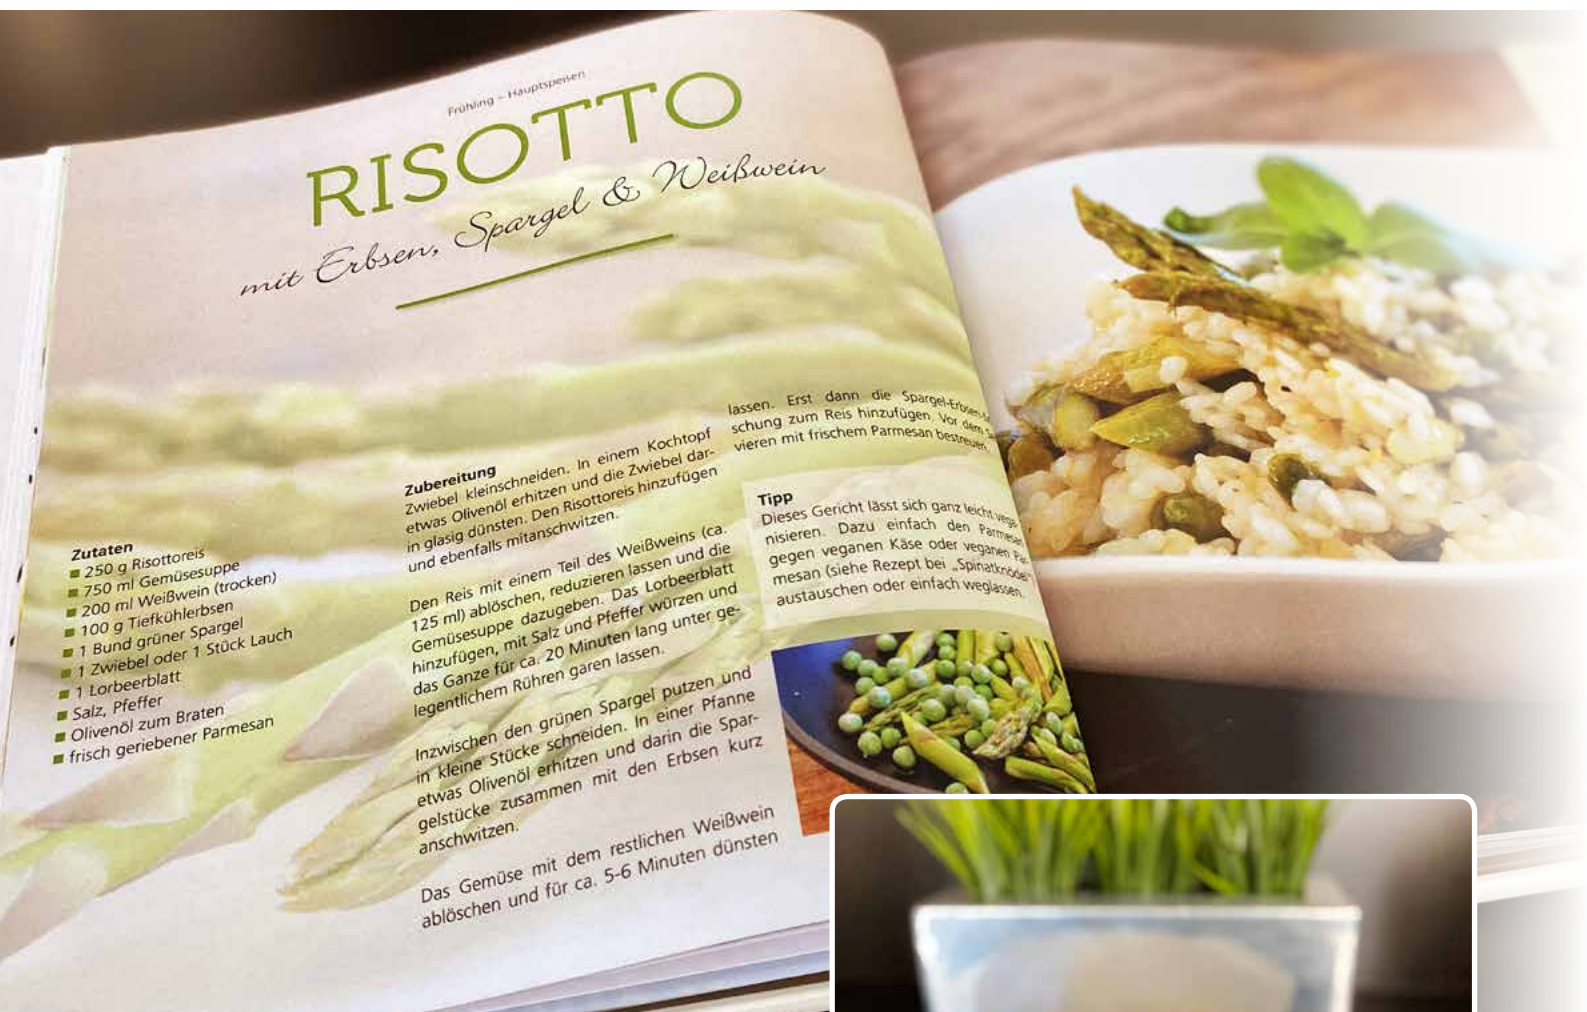 Frühling – Hauptspeisen
RISOTTO
mit Erbsen, Spargel & Weißwein
Zutaten
250 g Risottoreis
750 ml Gemüsesuppe
200 ml Weißwein (trocken)
100 g Tiefkühlerbsen
1 Bund grüner Spargel
1 Zwiebel oder 1 Stück Lauch
1 Lorbeerblatt
Salz, Pfeffer
Olivenöl zum Braten
frisch geriebener Parmesan
Zubereitung
Zwiebel kleinschneiden. In einem Kochtopf
etwas Olivenöl erhitzen und die Zwiebel dar-
in glasig dünsten. Den Risottoreis hinzufügen
und ebenfalls mitanschwitzen.
Den Reis mit einem Teil des Weißweins (ca.
125 ml) ablöschen, reduzieren lassen und die
Gemüsesuppe dazugeben. Das Lorbeerblatt
hinzufügen, mit Salz und Pfeffer würzen und
das Ganze für ca. 20 Minuten lang unter ge-
legentlichem Rühren garen lassen.
Inzwischen den grünen Spargel putzen und
in kleine Stücke schneiden. In einer Pfanne
etwas Olivenöl erhitzen und darin die Spar-
gelstücke zusammen mit den Erbsen kurz
anschwitzen.
Das Gemüse mit dem restlichen Weißwein
ablöschen und für ca. 5-6 Minuten dünsten
lassen. Erst dann die Spargel-Erbsen-
schung zum Reis hinzufügen. Vor dem
vieren mit frischem Parmesan bestreuen.
Tipp
Dieses Gericht lässt sich ganz leicht vega-
nisieren. Dazu einfach den Parmesan
gegen veganen Käse oder veganen Par-
mesan (siehe Rezept bei „Spinatknödel“)
austauschen oder einfach weglassen.